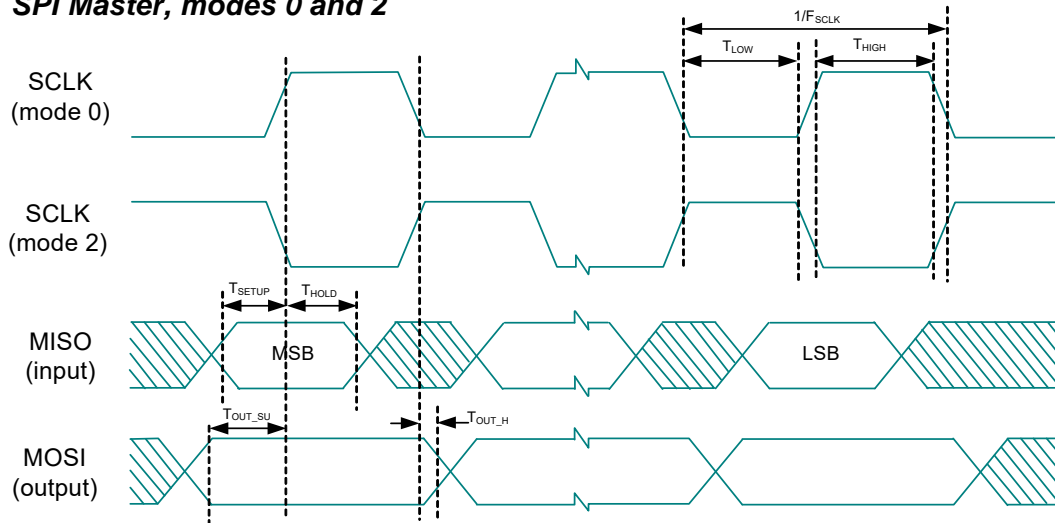 SPI Master, modes 0 and 2
1/FSCLK
TLOW
THIGH
SCLK
(mode 0)
SCLK
(mode 2)
TSETUP
THOLD
MISO
(input)
MSB
LSB
TOUT_SU
TOUT_H
MOSI
(output)